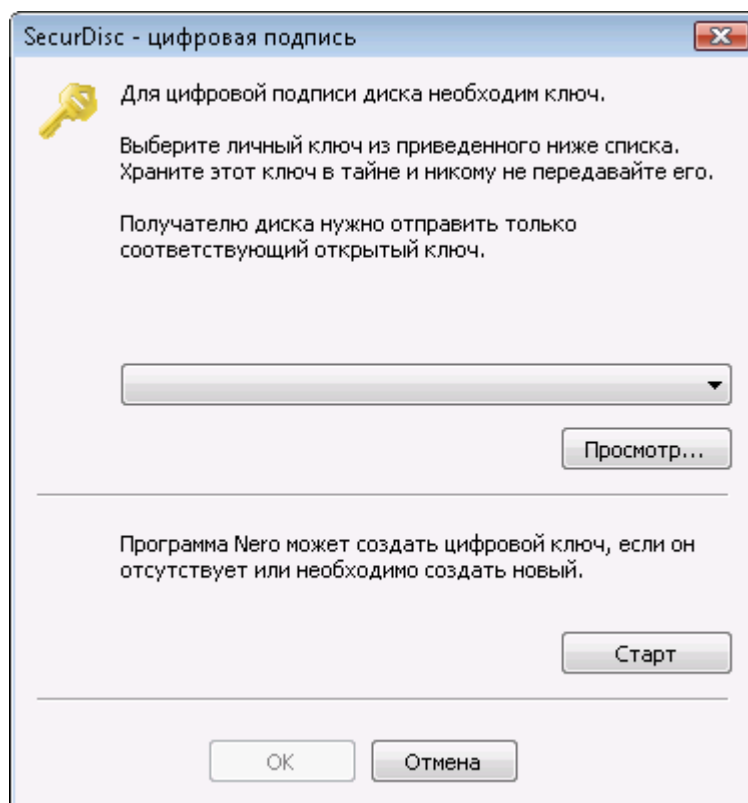 SecurDisc - цифровая подпись
Для цифровой подписи диска необходим ключ.
Выберите личный ключ из приведенного ниже списка.
Храните этот ключ в тайне и никому не передавайте его.
Получателю диска нужно отправить только
соответствующий открытый ключ.
Просмотр...
Программа Nero может создать цифровой ключ, если он
отсутствует или необходимо создать новый.
Старт
OK
Отмена